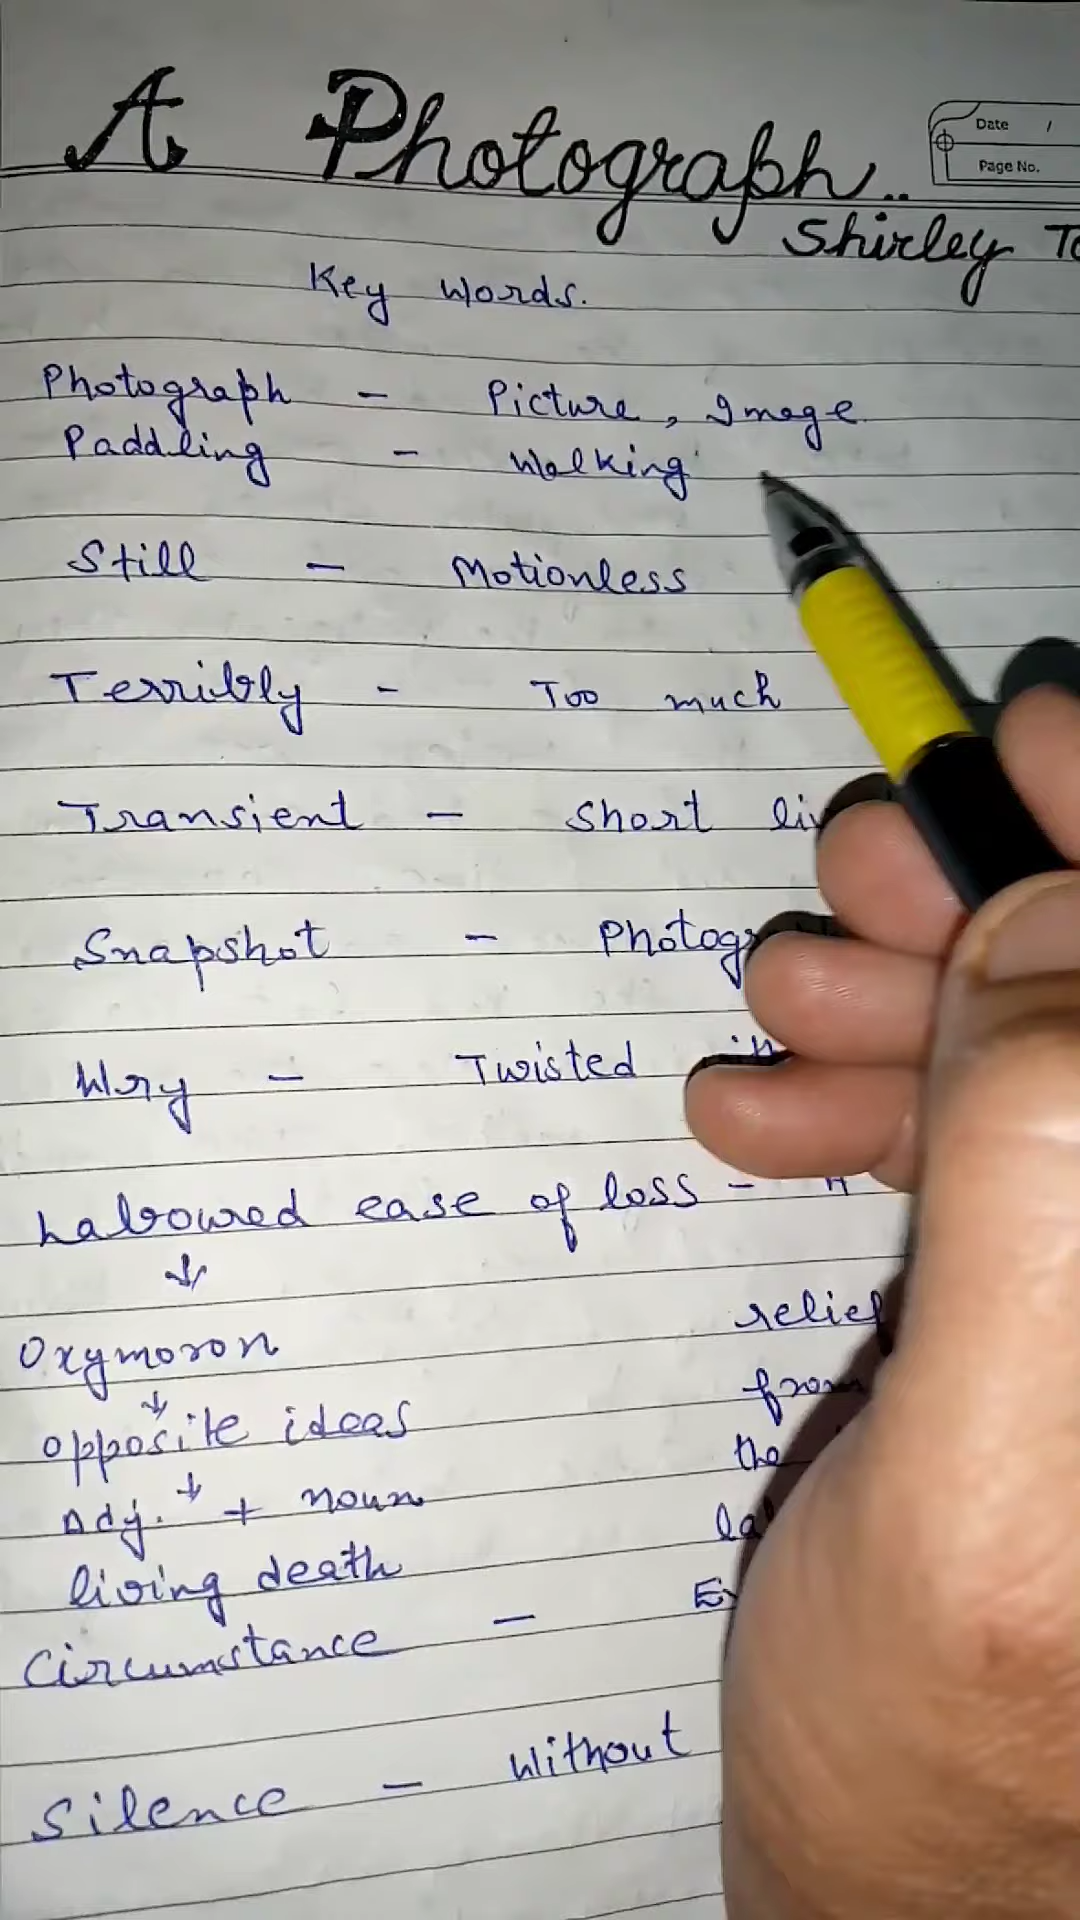 A Photograph..
Date /
Page No.
Shirley
Key Words.
Photograph - Picture, Image
Paddling - Walking
Still - Motionless
Terribly - Too much
Transient - Short
Snapshot -
Wry - Twisted
Laboured ease of loss -
↓
Oxymoron relief
↓ from
opposite ideas the
↓
Adj. + noun
living death
Circumstance -
Silence - Without